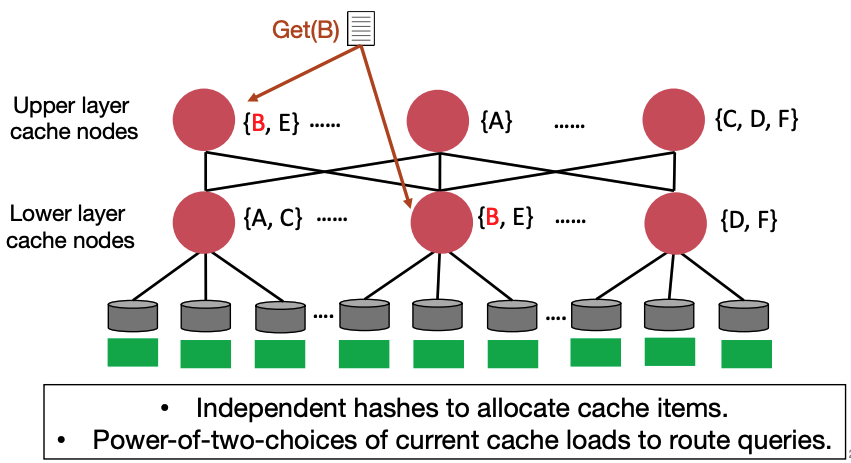 Get(B)
Upper layer
cache nodes
{B, E} ......
{A}
......
{C, D, F}
Lower layer
cache nodes
{A, C} ......
{B, E}
......
{D, F}
....
....
• Independent hashes to allocate cache items.
• Power-of-two-choices of current cache loads to route queries.